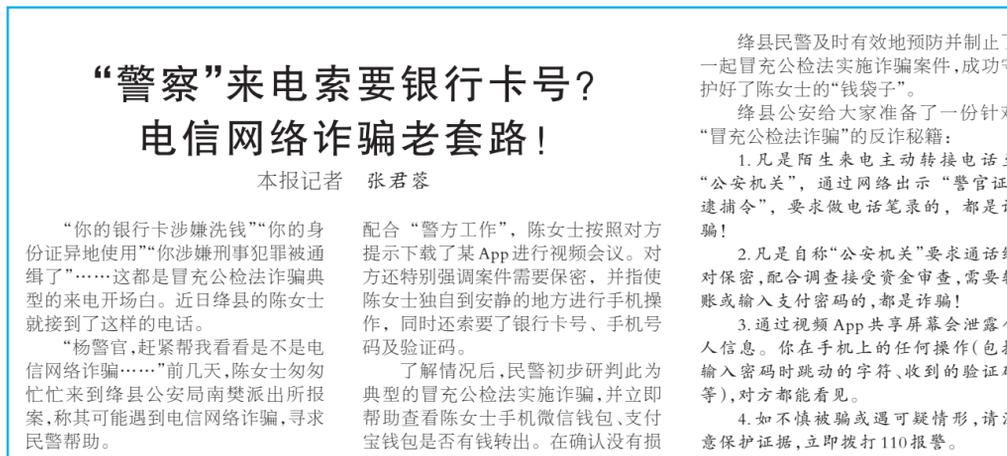 “警察”来电索要银行卡号？
电信网络诈骗老套路！
本报记者 张君蓉
“你的银行卡涉嫌洗钱”“你的身
份证异地使用”“你涉嫌刑事犯罪被通
缉了”……这都是冒充公检法诈骗典
型的来电开场白。近日绛县的陈女士
就接到了这样的电话。
“杨警官，赶紧帮我看看是不是电
信网络诈骗……”前几天，陈女士匆匆
忙忙来到绛县公安局南樊派出所报
案，称其可能遇到电信网络诈骗，寻求
民警帮助。
配合“警方工作”，陈女士按照对方
提示下载了某App进行视频会议。对
方还特别强调案件需要保密，并指使
陈女士独自到安静的地方进行手机操
作，同时还索要了银行卡号、手机号
码及验证码。
了解情况后，民警初步研判此为
典型的冒充公检法实施诈骗，并立即
帮助查看陈女士手机微信钱包、支付
宝钱包是否有钱转出。在确认没有损
绛县民警及时有效地预防并制止了
一起冒充公检法实施诈骗案件，成功守
护好了陈女士的“钱袋子”。
绛县公安给大家准备了一份针对
“冒充公检法诈骗”的反诈秘籍：
1.凡是陌生来电主动转接电话至
“公安机关”，通过网络出示“警官证
逮捕令”，要求做电话笔录的，都是诈
骗！
2.凡是自称“公安机关”要求通话绝
对保密，配合调查接受资金审查，需要转
账或输入支付密码的，都是诈骗！
3.通过视频App共享屏幕会泄露个
人信息。你在手机上的任何操作（包括
输入密码时跳动的字符、收到的验证码
等），对方都能看见。
4.如不慎被骗或遇可疑情形，请注
意保护证据，立即拨打110报警。